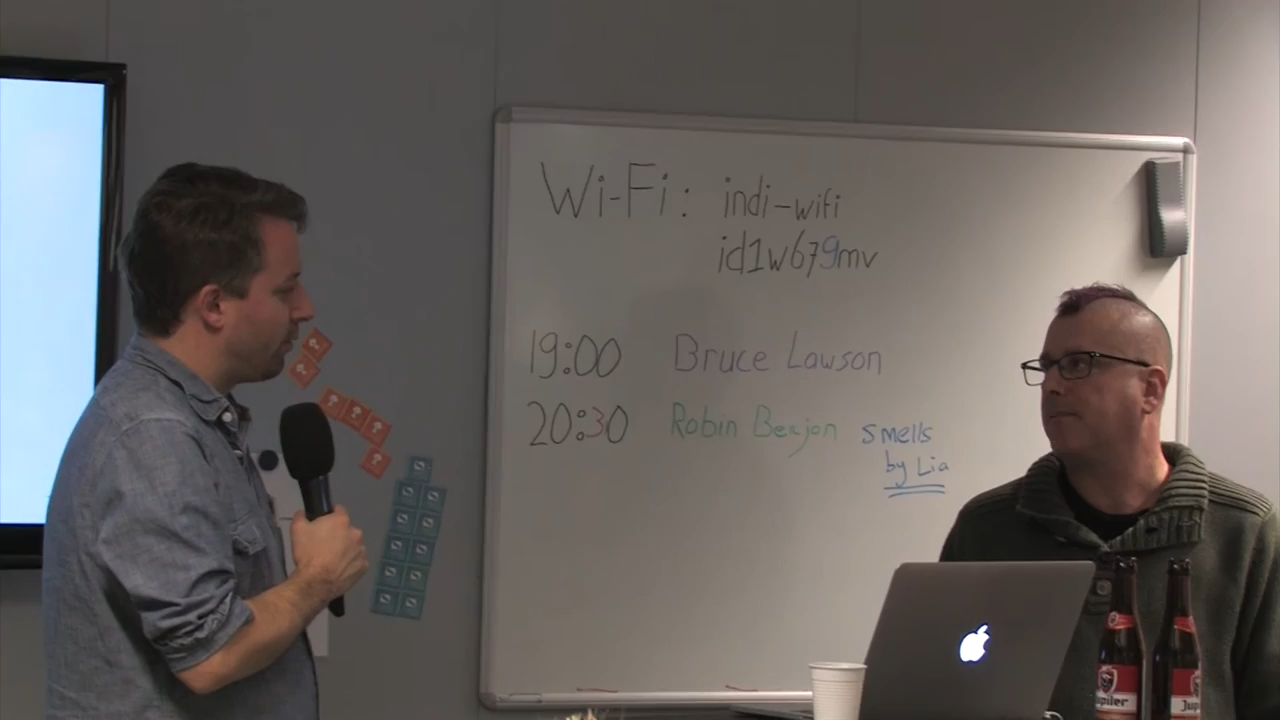 Wi-Fi: indi-wifi
id1w679mv
19:00 Bruce Lawson
20:30 Robin Berjon smells
by Lia
Jupiler